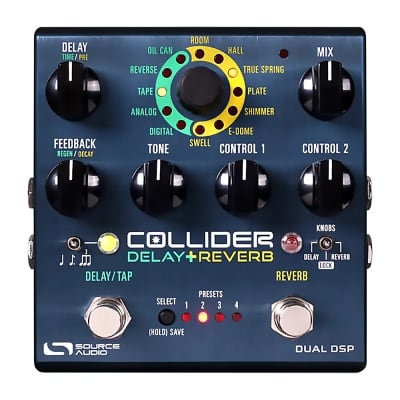 ROOM
DELAY
TIME/PRE
OIL CAN
HALL
MIX
REVERSE
TRUE SPRING
TAPE
PLATE
ANALOG
SHIMMER
DIGITAL
E-DOME
SWELL
FEEDBACK
REGEN / DECAY
TONE
CONTROL 1
CONTROL 2
COLLIDER
DELAY+REVERB
KNOBS
DELAY
REVERB
LOCK
DELAY/TAP
REVERB
SELECT
PRESETS
1 2 3 4
(HOLD) SAVE
SOURCE
AUDIO
DUAL DSP